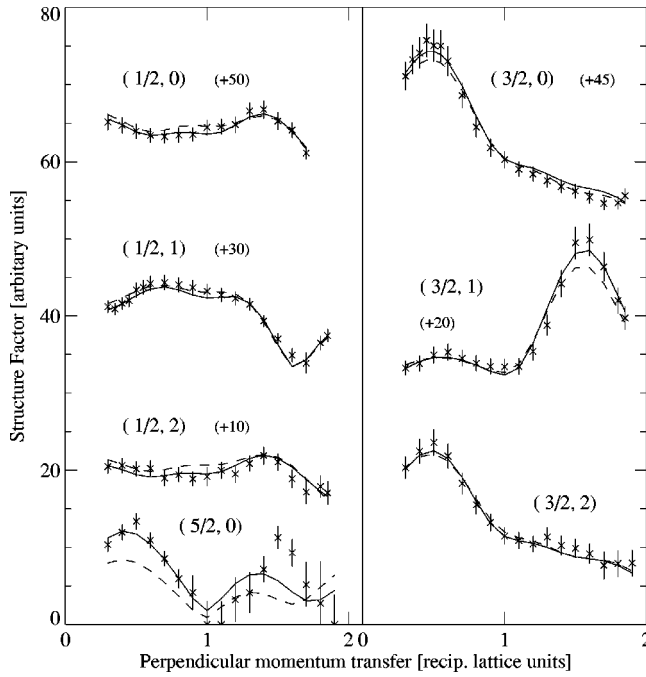 80
60
40
20
0
Structure Factor [arbitrary units]
( 1/2, 0) (+50)
( 3/2, 0) (+45)
( 1/2, 1) (+30)
( 3/2, 1)
(+20)
( 1/2, 2) (+10)
( 5/2, 0)
( 3/2, 2)
0 1 2 0 1 2
Perpendicular momentum transfer [recip. lattice units]